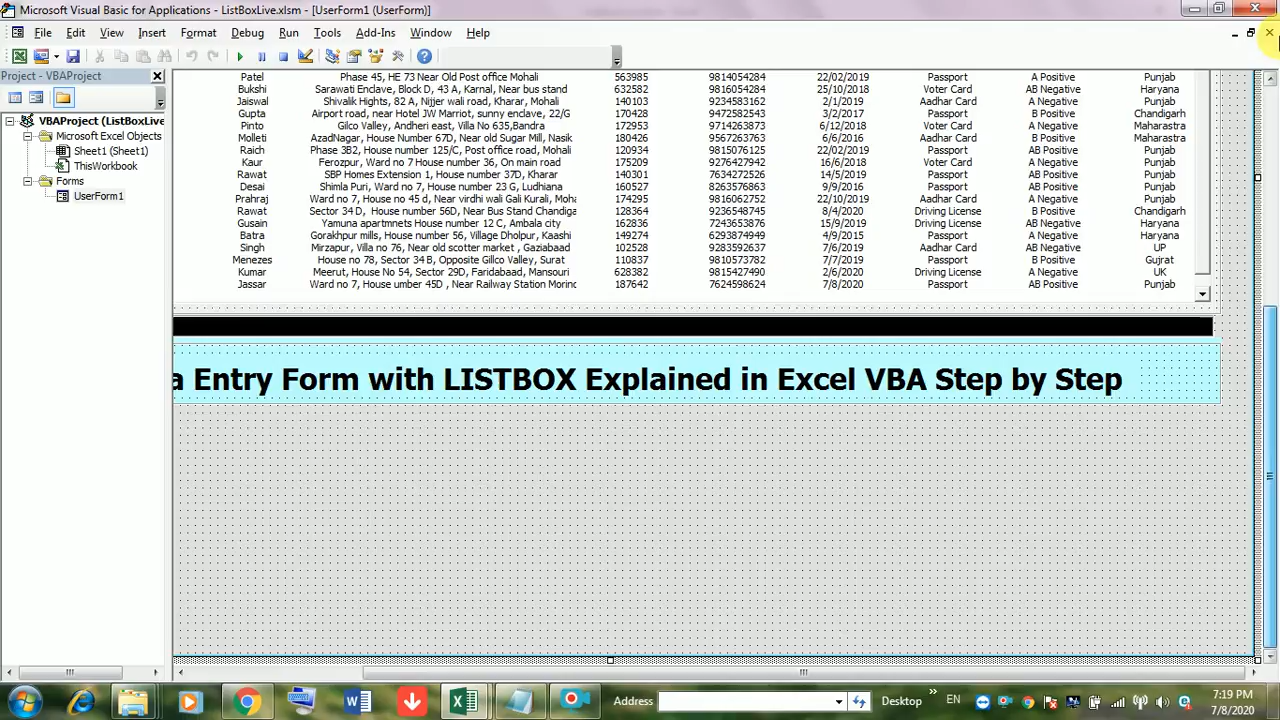 Microsoft Visual Basic for Applications - ListBoxLive.xlsm - [UserForm1 (UserForm)]
File Edit View Insert Format Debug Run Tools Add-Ins Window Help
Project - VBAProject
VBAProject (ListBoxLive
Microsoft Excel Objects
Sheet1 (Sheet1)
ThisWorkbook
Forms
UserForm1
Patel Phase 45, HE 73 Near Old Post office Mohali 563985 9814054284 22/02/2019 Passport A Positive Punjab
Bukshi Sarawati Enclave, Block D, 43 A, Karnal, Near bus stand 632582 9816054284 25/10/2018 Voter Card AB Negative Haryana
Jaiswal Shivalik Hights, 82 A, Nijjer wali road, Kharar, Mohali 140103 9234583162 2/1/2019 Aadhar Card A Negative Punjab
Gupta Airport road, near Hotel JW Marriot, sunny enclave, 22/G 170428 9472582543 3/2/2017 Passport B Positive Chandigarh
Pinto Gilco Valley, Andheri east, Villa No 635,Bandra 172953 9714263873 6/12/2018 Voter Card A Negative Maharastra
Molleti AzadNagar, House Number 67D, Near old Sugar Mill, Nasik 180426 9567263763 6/6/2016 Aadhar Card B Positive Maharastra
Raich Phase 3B2, House number 125/C, Post office road, Mohali 120934 9815076125 22/02/2019 Passport AB Positive Punjab
Kaur Ferozpur, Ward no 7 House number 36, On main road 175209 9276427942 16/6/2018 Voter Card A Negative Punjab
Rawat SBP Homes Extension 1, House number 37D, Kharar 140301 7634272526 14/5/2019 Passport AB Positive Punjab
Desai Shimla Puri, Ward no 7, House number 23 G, Ludhiana 160527 8263576863 9/9/2016 Passport AB Positive Punjab
Prahraj Ward no 7, House no 45 d, Near virdhi wali Gali Kurali, Moha 174295 9816062752 22/10/2019 Aadhar Card A Positive Punjab
Rawat Sector 34 D, House number 56D, Near Bus Stand Chandiga 128364 9236548745 8/4/2020 Driving License B Positive Chandigarh
Gusain Yamuna apartmnets House number 12 C, Ambala city 162836 7243653876 15/9/2019 Driving License AB Negative Haryana
Batra Gorakhpur mills, House number 56, Village Dholpur, Kaashi 149274 6293874949 4/9/2015 Passport A Negative Haryana
Singh Mirzapur, Villa no 76, Near old scotter market , Gaziabaad 102528 9283592637 7/6/2019 Aadhar Card AB Negative UP
Menezes House no 78, Sector 34 B, Opposite Gillco Valley, Surat 110837 9810573782 7/7/2019 Passport B Positive Gujrat
Kumar Meerut, House No 54, Sector 29D, Faridabaad, Mansouri 628382 9815427490 2/6/2020 Driving License A Negative UK
Jassar Ward no 7, House umber 45D , Near Railway Station Morind 187642 7624598624 7/8/2020 Passport AB Positive Punjab
a Entry Form with LISTBOX Explained in Excel VBA Step by Step
Address Desktop EN 7:19 PM
7/8/2020